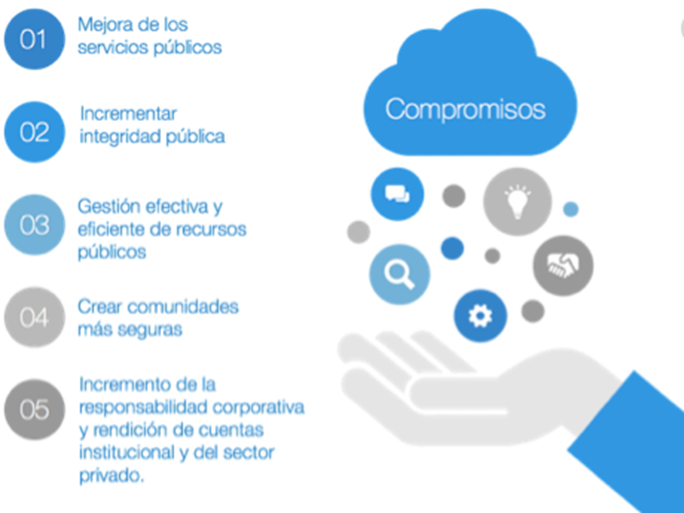 01
Mejora de los
servicios públicos
02
Incrementar
integridad pública
03
Gestión efectiva y
eficiente de recursos
públicos
04
Crear comunidades
más seguras
05
Incremento de la
responsabilidad corporativa
y rendición de cuentas
institucional y del sector
privado.
Compromisos